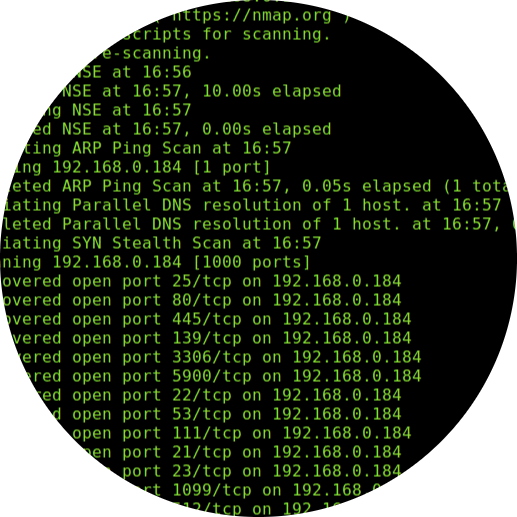 https://nmap.org )
cripts for scanning.
e-scanning.
NSE at 16:56
NSE at 16:57, 10.00s elapsed
ng NSE at 16:57
ed NSE at 16:57, 0.00s elapsed
ting ARP Ping Scan at 16:57
ing 192.168.0.184 [1 port]
leted ARP Ping Scan at 16:57, 0.05s elapsed (1 tota
iating Parallel DNS resolution of 1 host. at 16:57
leted Parallel DNS resolution of 1 host. at 16:57,
iating SYN Stealth Scan at 16:57
ning 192.168.0.184 [1000 ports]
overed open port 25/tcp on 192.168.0.184
overed open port 80/tcp on 192.168.0.184
overed open port 445/tcp on 192.168.0.184
overed open port 139/tcp on 192.168.0.184
vered open port 3306/tcp on 192.168.0.184
ered open port 5900/tcp on 192.168.0.184
ed open port 22/tcp on 192.168.0.184
d open port 53/tcp on 192.168.0.184
open port 111/tcp on 192.168.0.184
pen port 21/tcp on 192.168.0.184
n port 23/tcp on 192.168.0.184
port 1099/tcp on 192.168.0
512/tcp on 192